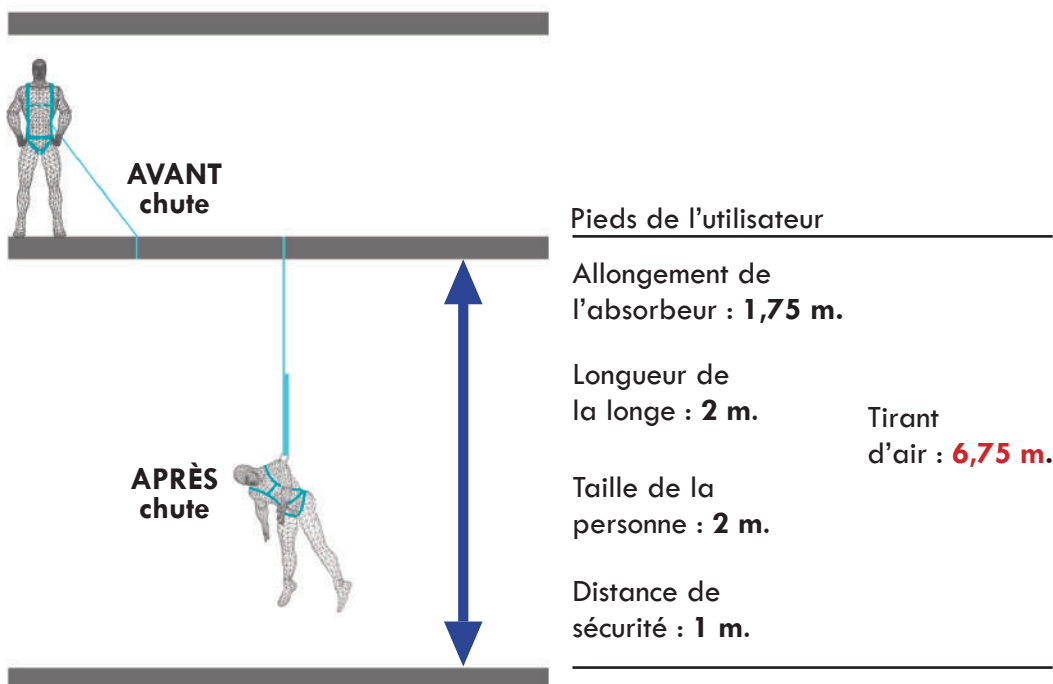 AVANT
chute
APRÈS
chute
Pieds de l’utilisateur
Allongement de
l’absorbeur : 1,75 m.
Longueur de
la longe : 2 m.
Tirant
d’air : 6,75 m.
Taille de la
personne : 2 m.
Distance de
sécurité : 1 m.